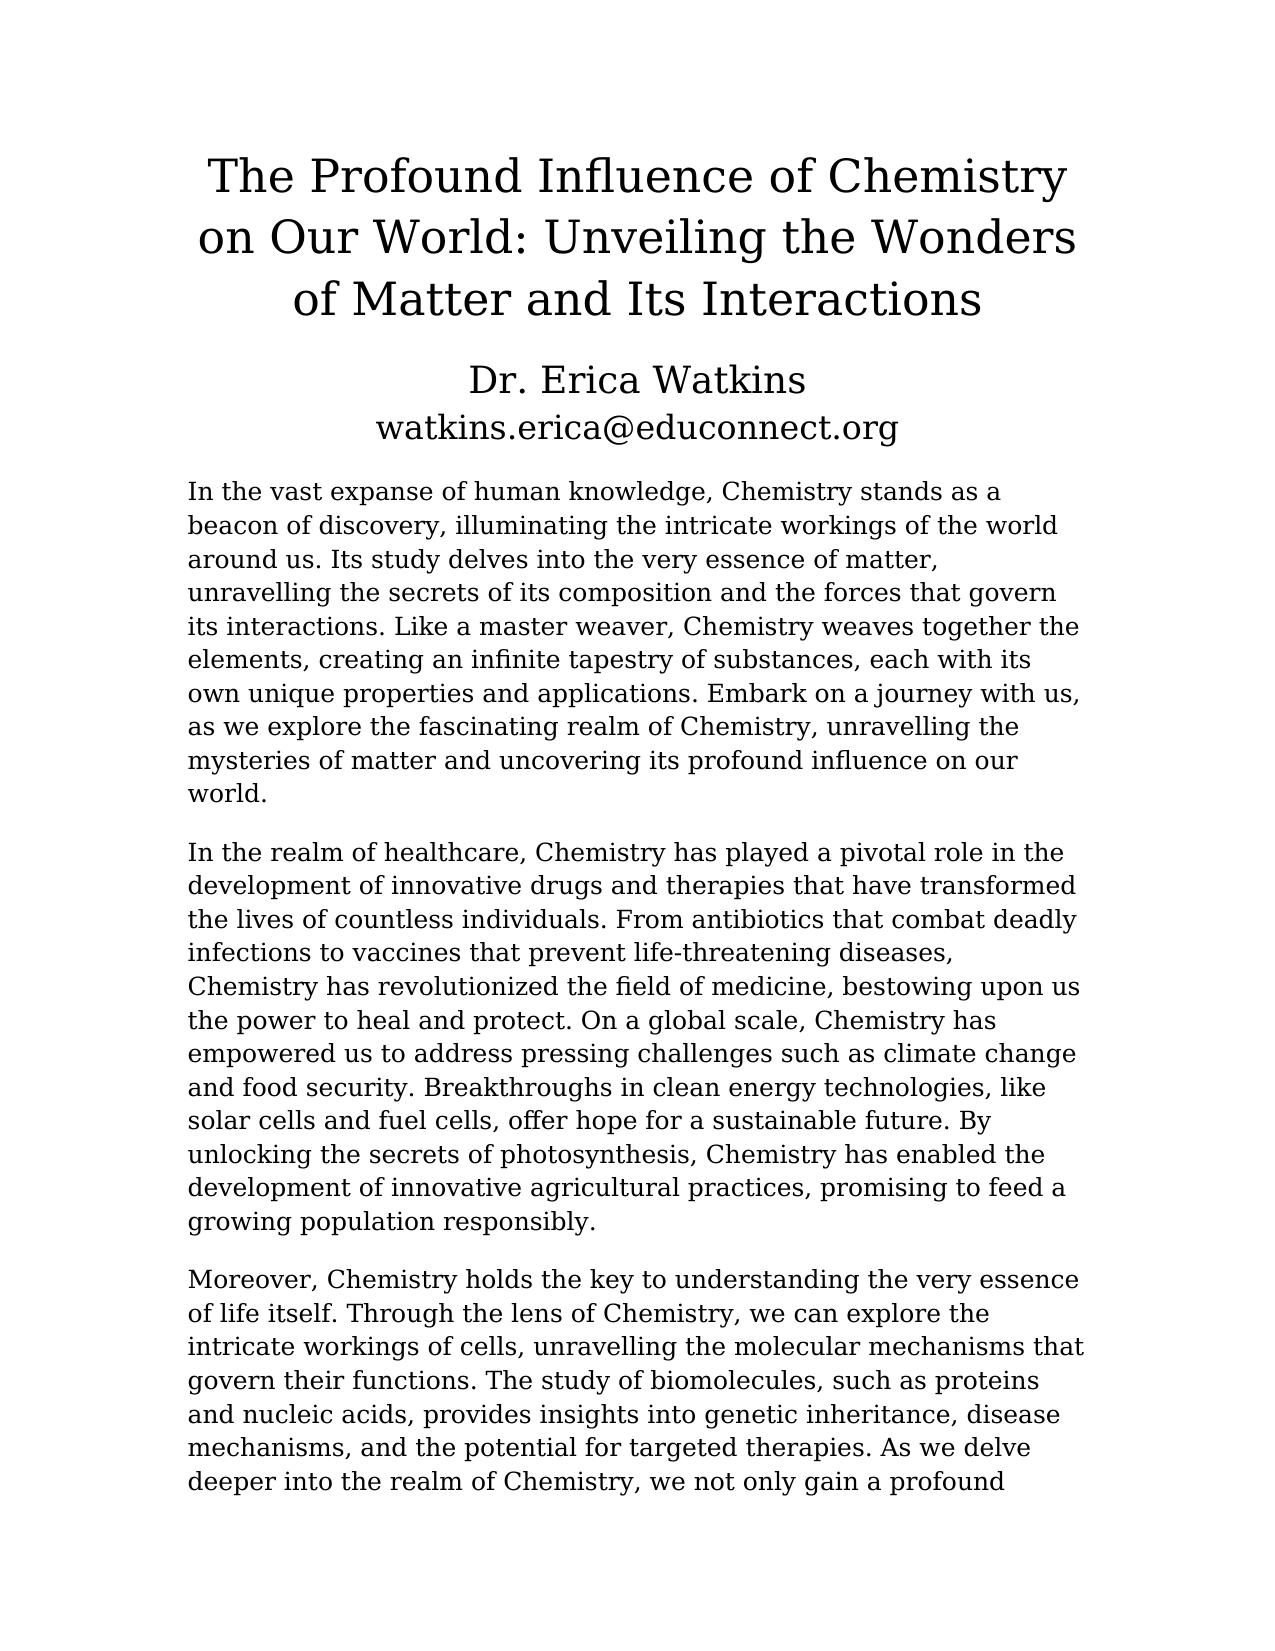 The Profound Influence of Chemistry
on Our World: Unveiling the Wonders
of Matter and Its Interactions
Dr. Erica Watkins
watkins.erica@educonnect.org
In the vast expanse of human knowledge, Chemistry stands as a
beacon of discovery, illuminating the intricate workings of the world
around us. Its study delves into the very essence of matter,
unravelling the secrets of its composition and the forces that govern
its interactions. Like a master weaver, Chemistry weaves together the
elements, creating an infinite tapestry of substances, each with its
own unique properties and applications. Embark on a journey with us,
as we explore the fascinating realm of Chemistry, unravelling the
mysteries of matter and uncovering its profound influence on our
world.
In the realm of healthcare, Chemistry has played a pivotal role in the
development of innovative drugs and therapies that have transformed
the lives of countless individuals. From antibiotics that combat deadly
infections to vaccines that prevent life-threatening diseases,
Chemistry has revolutionized the field of medicine, bestowing upon us
the power to heal and protect. On a global scale, Chemistry has
empowered us to address pressing challenges such as climate change
and food security. Breakthroughs in clean energy technologies, like
solar cells and fuel cells, offer hope for a sustainable future. By
unlocking the secrets of photosynthesis, Chemistry has enabled the
development of innovative agricultural practices, promising to feed a
growing population responsibly.
Moreover, Chemistry holds the key to understanding the very essence
of life itself. Through the lens of Chemistry, we can explore the
intricate workings of cells, unravelling the molecular mechanisms that
govern their functions. The study of biomolecules, such as proteins
and nucleic acids, provides insights into genetic inheritance, disease
mechanisms, and the potential for targeted therapies. As we delve
deeper into the realm of Chemistry, we not only gain a profound